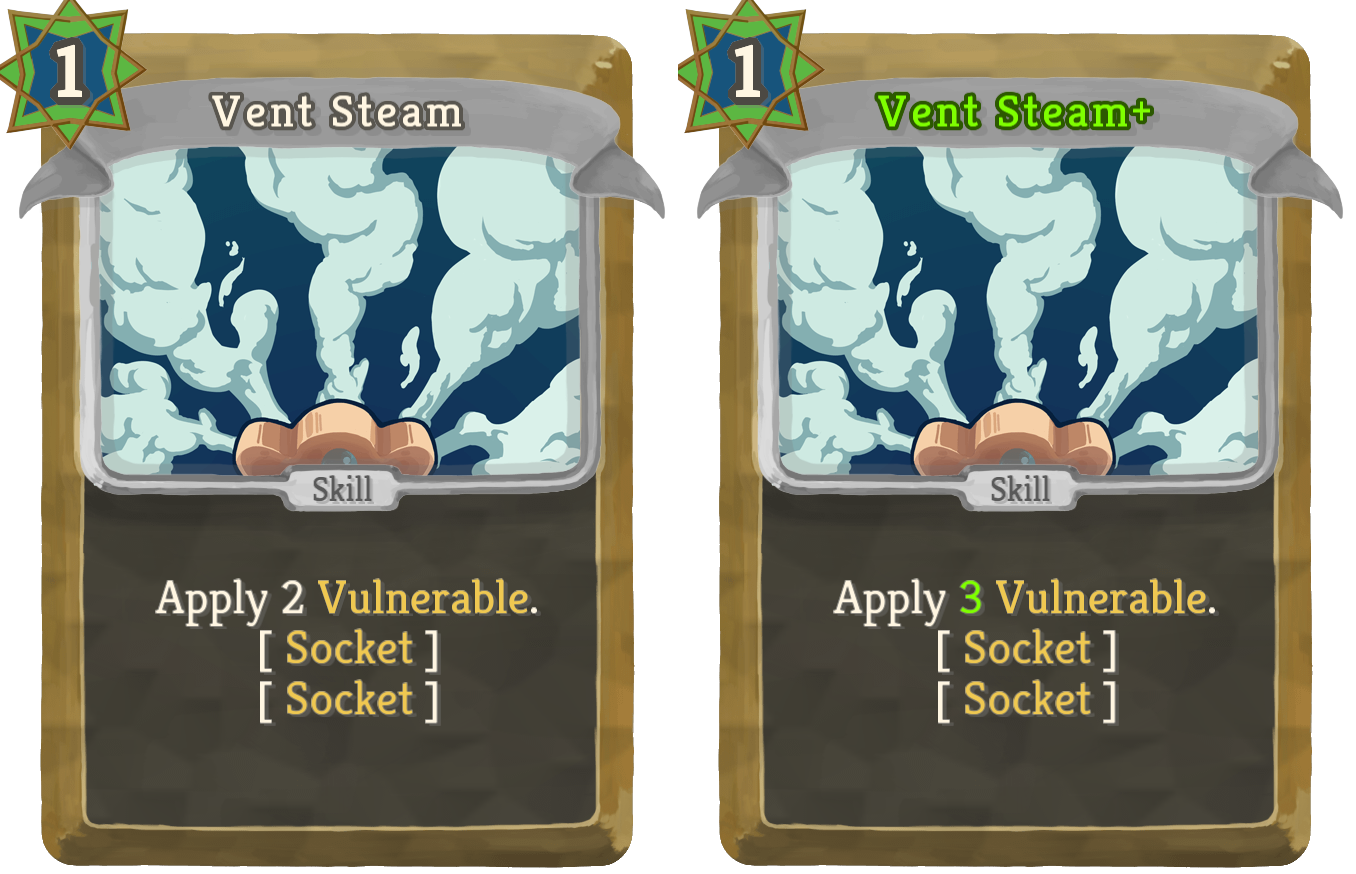 1
Vent Steam
Skill
Apply 2 Vulnerable.
[ Socket ]
[ Socket ]
1
Vent Steam+
Skill
Apply 3 Vulnerable.
[ Socket ]
[ Socket ]